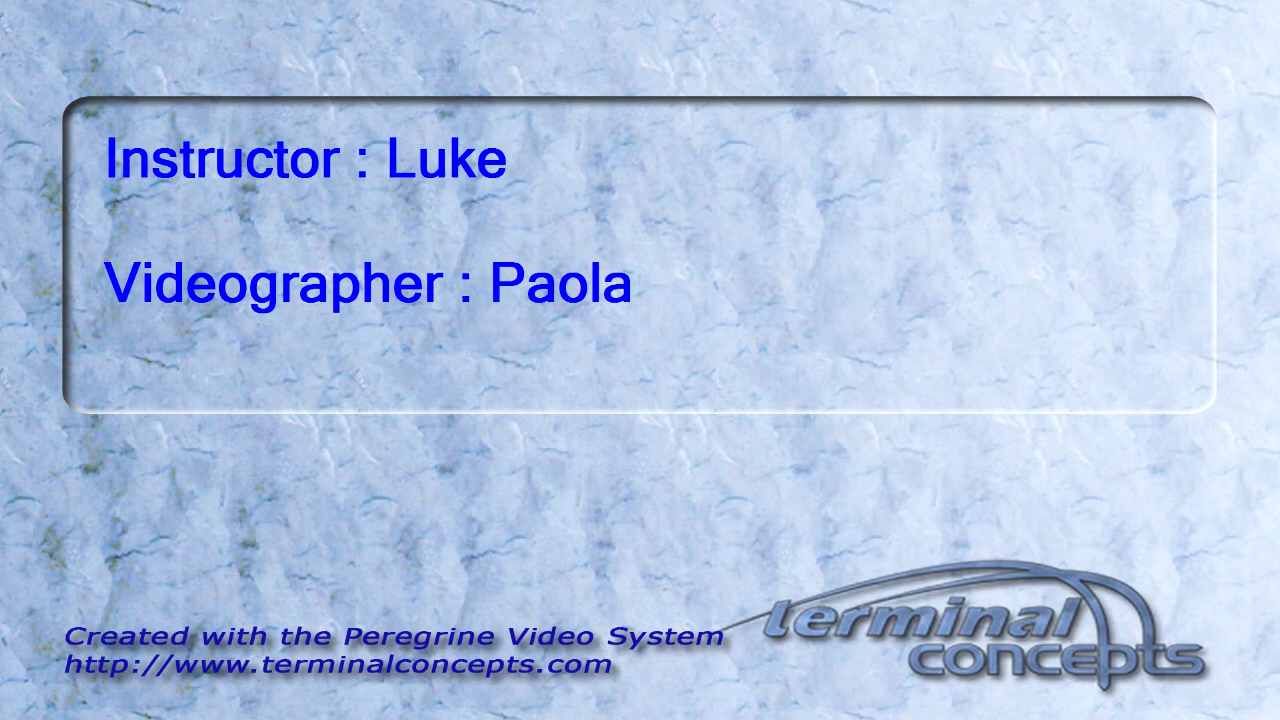 Instructor : Luke
Videographer : Paola
Created with the Peregrine Video System
http://www.terminalconcepts.com
terminal
concepts